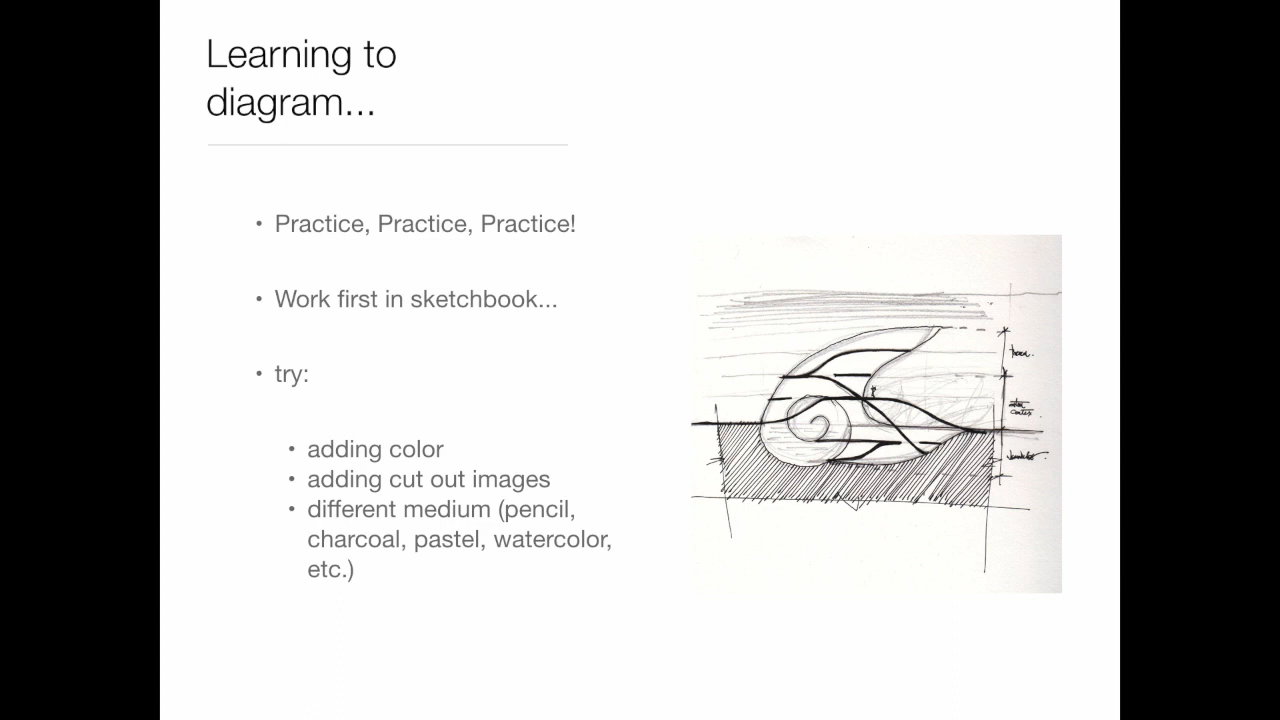 Learning to
diagram...
• Practice, Practice, Practice!
• Work first in sketchbook...
• try:
• adding color
• adding cut out images
• different medium (pencil,
charcoal, pastel, watercolor,
etc.)